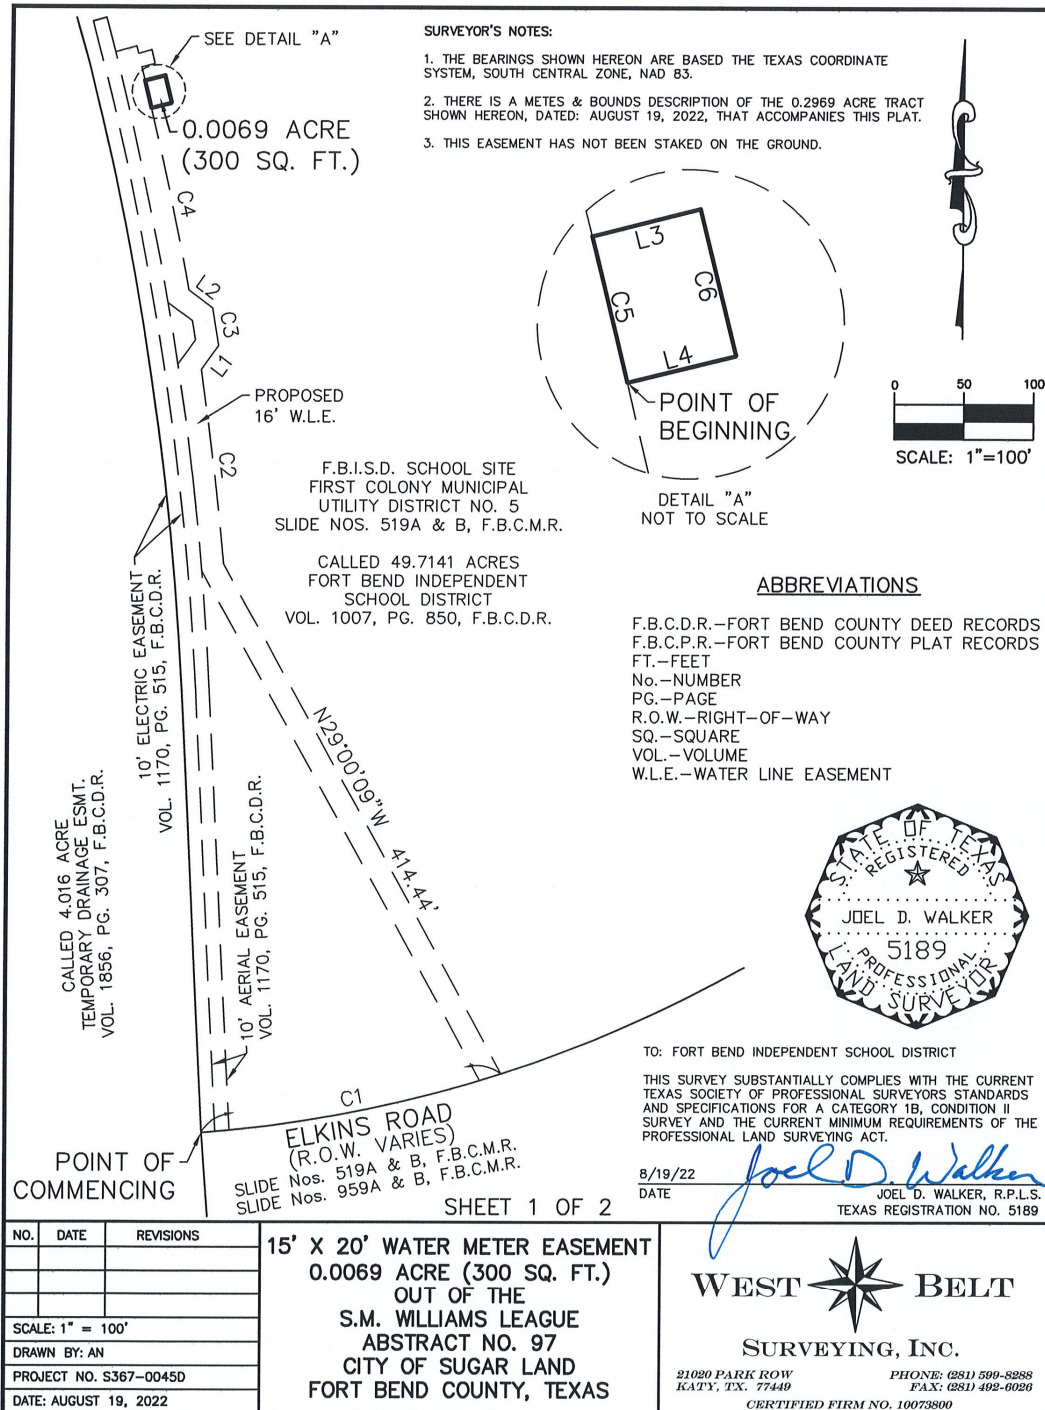 SEE DETAIL "A"
0.0069 ACRE
(300 SQ. FT.)
SURVEYOR'S NOTES:
1. THE BEARINGS SHOWN HEREON ARE BASED THE TEXAS COORDINATE
SYSTEM, SOUTH CENTRAL ZONE, NAD 83.
2. THERE IS A METES & BOUNDS DESCRIPTION OF THE 0.2969 ACRE TRACT
SHOWN HEREON, DATED: AUGUST 19, 2022, THAT ACCOMPANIES THIS PLAT.
3. THIS EASEMENT HAS NOT BEEN STAKED ON THE GROUND.
C4
L2
C3
L1
PROPOSED
16' W.L.E.
C2
L3
C5
C6
L4
POINT OF
BEGINNING
DETAIL "A"
NOT TO SCALE
0 50 100
SCALE: 1"=100'
F.B.I.S.D. SCHOOL SITE
FIRST COLONY MUNICIPAL
UTILITY DISTRICT NO. 5
SLIDE NOS. 519A & B, F.B.C.M.R.
CALLED 49.7141 ACRES
FORT BEND INDEPENDENT
SCHOOL DISTRICT
VOL. 1007, PG. 850, F.B.C.D.R.
ABBREVIATIONS
F.B.C.D.R.-FORT BEND COUNTY DEED RECORDS
F.B.C.P.R.-FORT BEND COUNTY PLAT RECORDS
FT.-FEET
No.-NUMBER
PG.-PAGE
R.O.W.-RIGHT-OF-WAY
SQ.-SQUARE
VOL.-VOLUME
W.L.E.-WATER LINE EASEMENT
10' ELECTRIC EASEMENT
VOL. 1170, PG. 515, F.B.C.D.R.
CALLED 4.016 ACRE
TEMPORARY DRAINAGE ESMT.
VOL. 1856, PG. 307, F.B.C.D.R.
10' AERIAL EASEMENT
VOL. 1170, PG. 515, F.B.C.D.R.
N29°00'09"W 414.44'
STATE OF TEXAS
REGISTERED
JOEL D. WALKER
5189
PROFESSIONAL
LAND SURVEYOR
C1
ELKINS ROAD
(R.O.W. VARIES)
SLIDE Nos. 519A & B, F.B.C.M.R.
SLIDE Nos. 959A & B, F.B.C.M.R.
POINT OF
COMMENCING
SHEET 1 OF 2
TO: FORT BEND INDEPENDENT SCHOOL DISTRICT
THIS SURVEY SUBSTANTIALLY COMPLIES WITH THE CURRENT
TEXAS SOCIETY OF PROFESSIONAL SURVEYORS STANDARDS
AND SPECIFICATIONS FOR A CATEGORY 1B, CONDITION II
SURVEY AND THE CURRENT MINIMUM REQUIREMENTS OF THE
PROFESSIONAL LAND SURVEYING ACT.
Joel D. Walker
8/19/22
DATE
JOEL D. WALKER, R.P.L.S.
TEXAS REGISTRATION NO. 5189
NO. DATE REVISIONS
SCALE: 1" = 100'
DRAWN BY: AN
PROJECT NO. S367-0045D
DATE: AUGUST 19, 2022
15' X 20' WATER METER EASEMENT
0.0069 ACRE (300 SQ. FT.)
OUT OF THE
S.M. WILLIAMS LEAGUE
ABSTRACT NO. 97
CITY OF SUGAR LAND
FORT BEND COUNTY, TEXAS
WEST BELT
SURVEYING, INC.
21020 PARK ROW PHONE: (281) 599-8288
KATY, TX. 77449 FAX: (281) 492-6026
CERTIFIED FIRM NO. 10073800